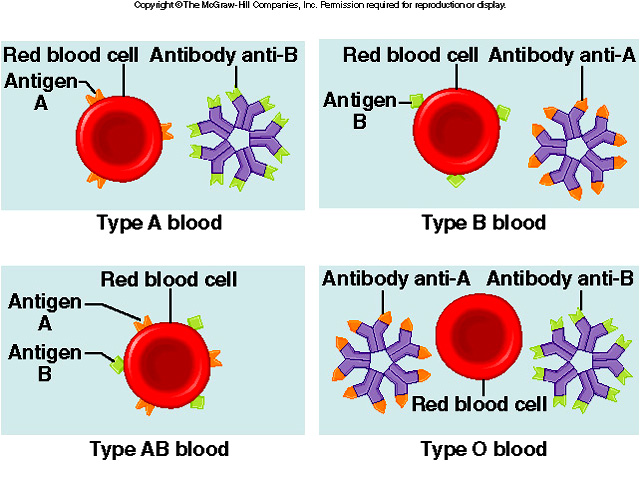 Copyright ©The McGraw-Hill Companies, Inc. Permission required for reproduction or display.
Red blood cell Antibody anti-B
Antigen
A
Type A blood
Red blood cell Antibody anti-A
Antigen
B
Type B blood
Red blood cell
Antigen
A
Antigen
B
Type AB blood
Antibody anti-A Antibody anti-B
Red blood cell
Type O blood